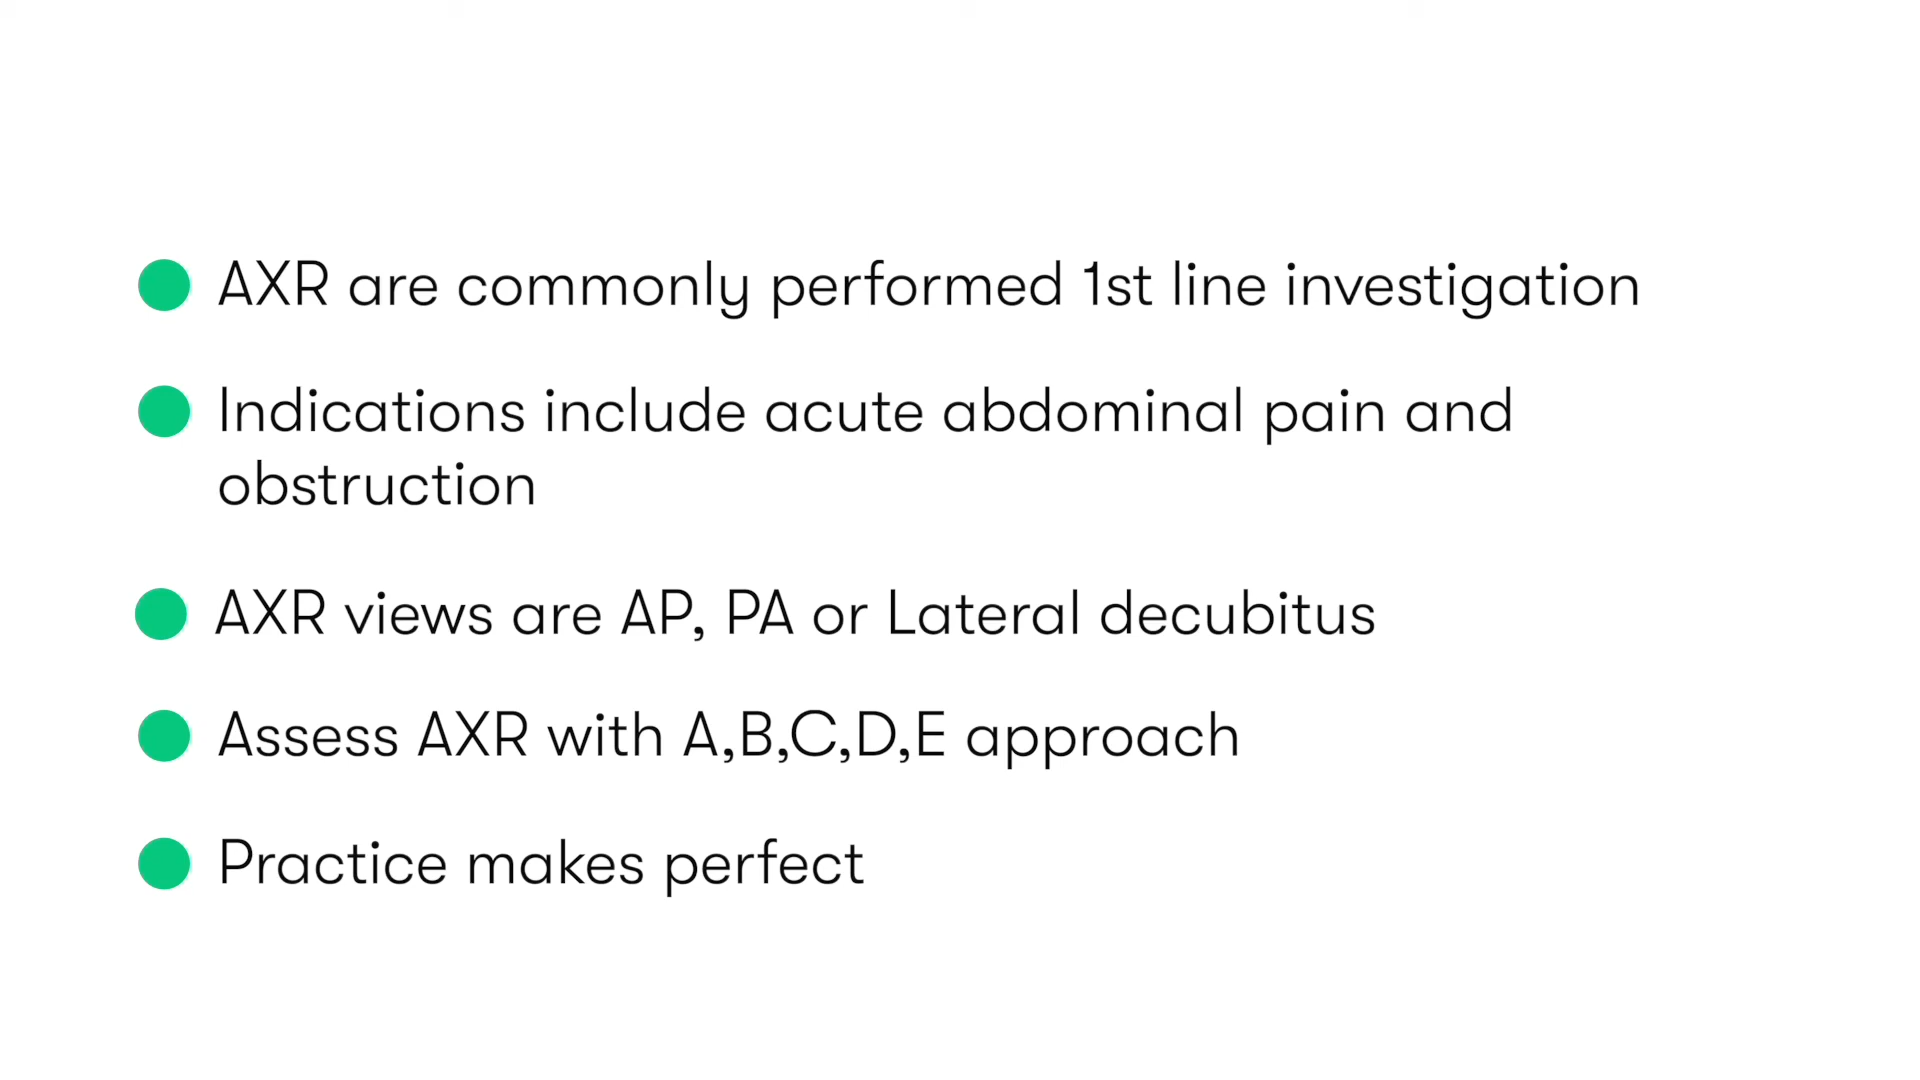 AXR are commonly performed 1st line investigation
Indications include acute abdominal pain and
obstruction
AXR views are AP, PA or Lateral decubitus
Assess AXR with A,B,C,D,E approach
Practice makes perfect